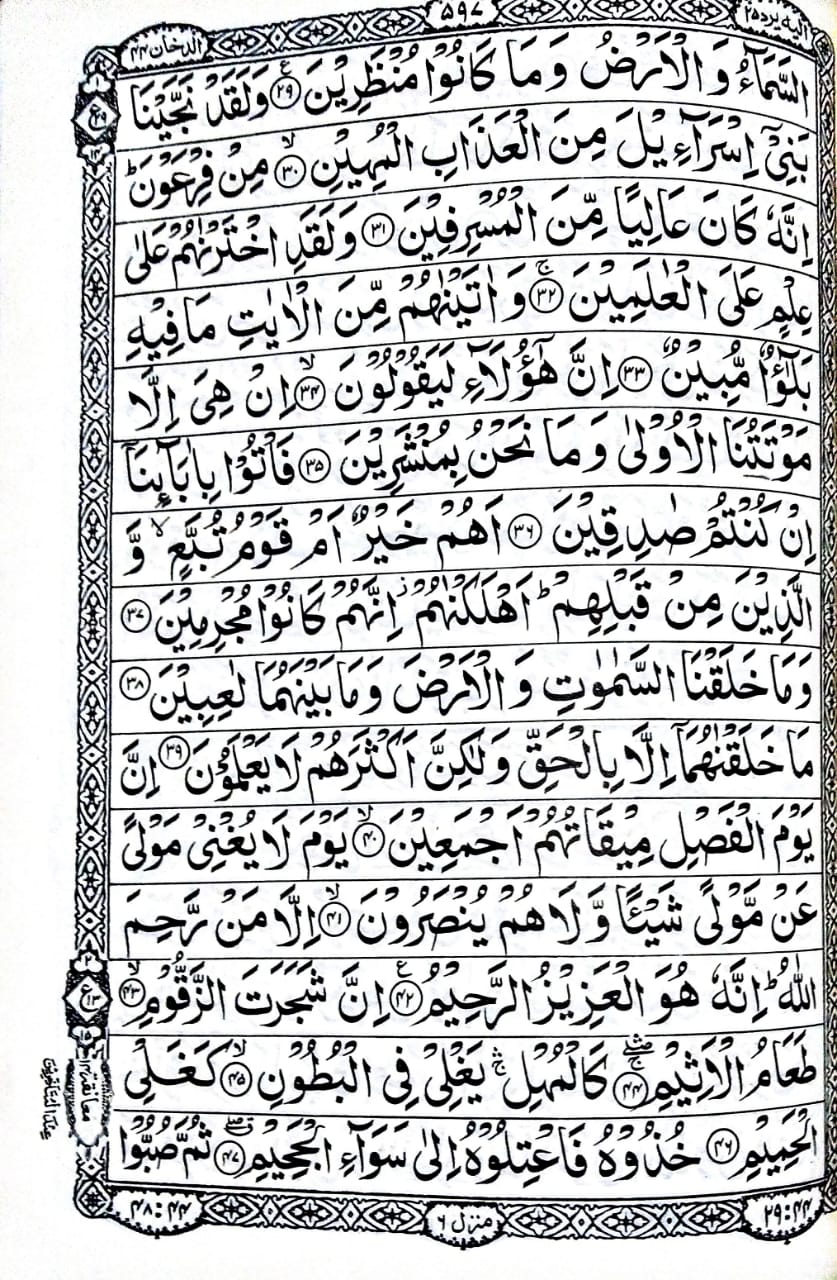 الیه یرد ۲۵
۵۹۷
الدخان ۴۴
السَّمَآءُ وَ الْاَرْضُ وَ مَا كَانُوْا مُنْظَرِیْنَ ۲۹ؑ وَ لَقَدْ نَجَّیْنَا
بَنِیْۤ اِسْرَآءِیْلَ مِنَ الْعَذَابِ الْمُهِیْنِ ۳۰ۙ مِنْ فِرْعَوْنَ ؕ
اِنَّهٗ كَانَ عَالِیًا مِّنَ الْمُسْرِفِیْنَ ۳۱ وَ لَقَدِ اخْتَرْنٰهُمْ عَلٰی
عِلْمٍ عَلَی الْعٰلَمِیْنَ ۳۲ۚ وَ اٰتَیْنٰهُمْ مِّنَ الْاٰیٰتِ مَا فِیْهِ
بَلٰٓؤٌا مُّبِیْنٌ ۳۳ اِنَّ هٰۤؤُلَآءِ لَیَقُوْلُوْنَ ۳۴ۙ اِنْ هِیَ اِلَّا
مَوْتَتُنَا الْاُوْلٰی وَ مَا نَحْنُ بِمُنْشَرِیْنَ ۳۵ فَاْتُوْا بِاٰبَآىِٕنَاۤ
اِنْ كُنْتُمْ صٰدِقِیْنَ ۳۶ اَهُمْ خَیْرٌ اَمْ قَوْمُ تُبَّعٍ ۙ وَّ
الَّذِیْنَ مِنْ قَبْلِهِمْ ؕ اَهْلَكْنٰهُمْ ؗ اِنَّهُمْ كَانُوْا مُجْرِمِیْنَ ۳۷
وَ مَا خَلَقْنَا السَّمٰوٰتِ وَ الْاَرْضَ وَ مَا بَیْنَهُمَا لٰعِبِیْنَ ۳۸
مَا خَلَقْنٰهُمَاۤ اِلَّا بِالْحَقِّ وَ لٰكِنَّ اَكْثَرَهُمْ لَا یَعْلَمُوْنَ ۳۹ اِنَّ
یَوْمَ الْفَصْلِ مِیْقَاتُهُمْ اَجْمَعِیْنَ ۴۰ۙ یَوْمَ لَا یُغْنِیْ مَوْلًی
عَنْ مَّوْلًی شَیْـًٔا وَّ لَا هُمْ یُنْصَرُوْنَ ۴۱ۙ اِلَّا مَنْ رَّحِمَ
اللّٰهُ ؕ اِنَّهٗ هُوَ الْعَزِیْزُ الرَّحِیْمُ ۴۲ؑ اِنَّ شَجَرَتَ الزَّقُّوْمِ ۴۳ۙ
طَعَامُ الْاَثِیْمِ ۴۴ كَالْمُهْلِ ۛۚ یَغْلِیْ فِی الْبُطُوْنِ ۴۵ۙ كَغَلْیِ
الْحَمِیْمِ ۴۶ خُذُوْهُ فَاعْتِلُوْهُ اِلٰی سَوَآءِ الْجَحِیْمِ ۴۷ ثُمَّ صُبُّوْا
۲۹:۴۴
منزل ۶
۴۸:۴۴